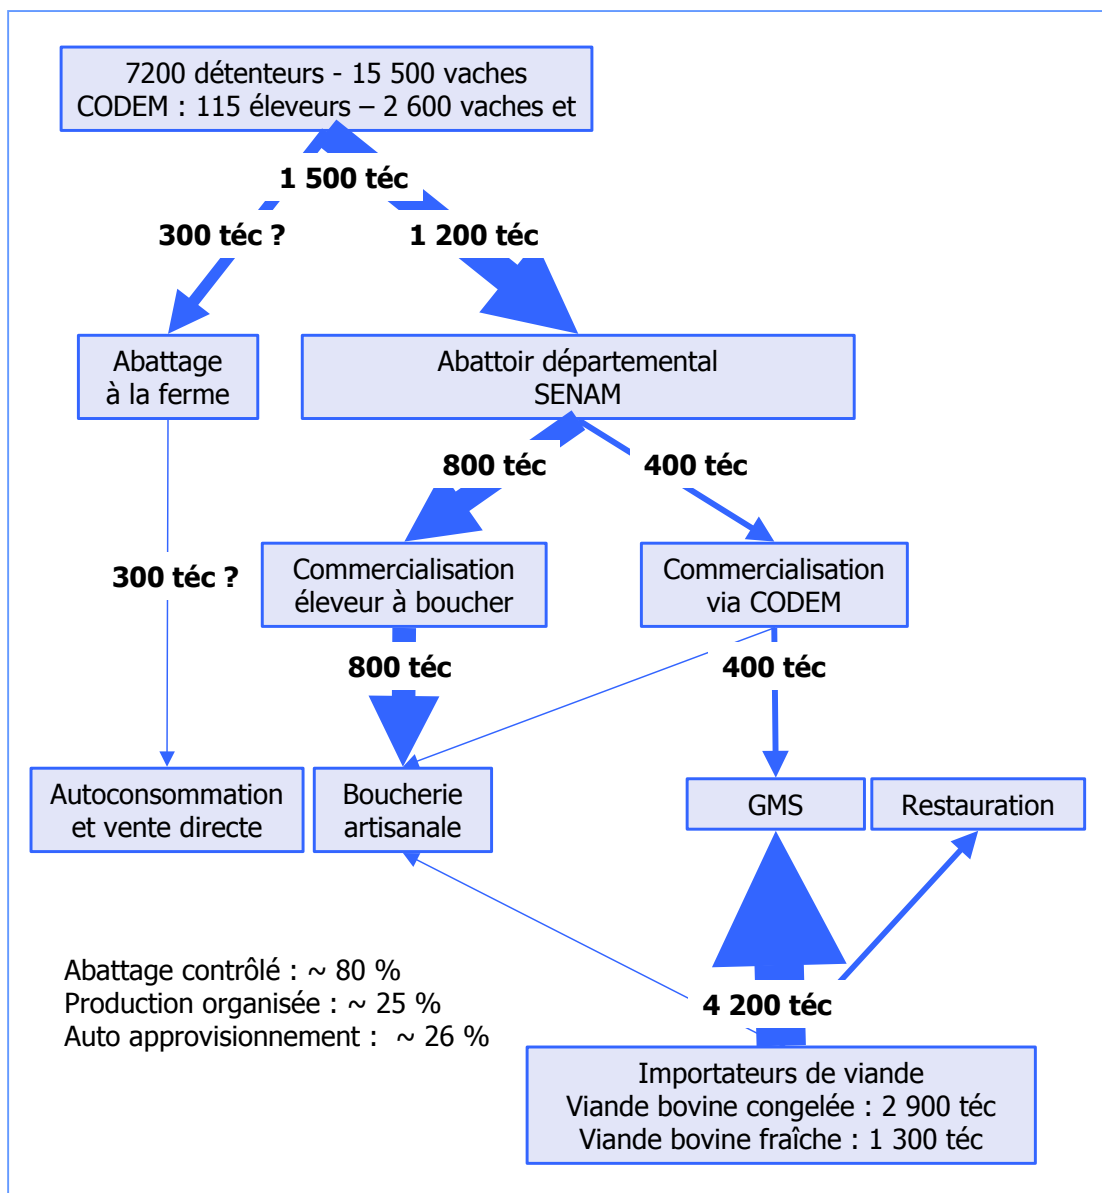 7200 détenteurs - 15 500 vaches
CODEM : 115 éleveurs – 2 600 vaches et
1 500 téc
300 téc ?
1 200 téc
Abattage
à la ferme
Abattoir départemental
SENAM
800 téc
400 téc
300 téc ?
Commercialisation
éleveur à boucher
Commercialisation
via CODEM
800 téc
400 téc
Autoconsommation
et vente directe
Boucherie
artisanale
GMS
Restauration
Abattage contrôlé : ~ 80 %
Production organisée : ~ 25 %
Auto approvisionnement :  ~ 26 %
4 200 téc
Importateurs de viande
Viande bovine congelée : 2 900 téc
Viande bovine fraîche : 1 300 téc